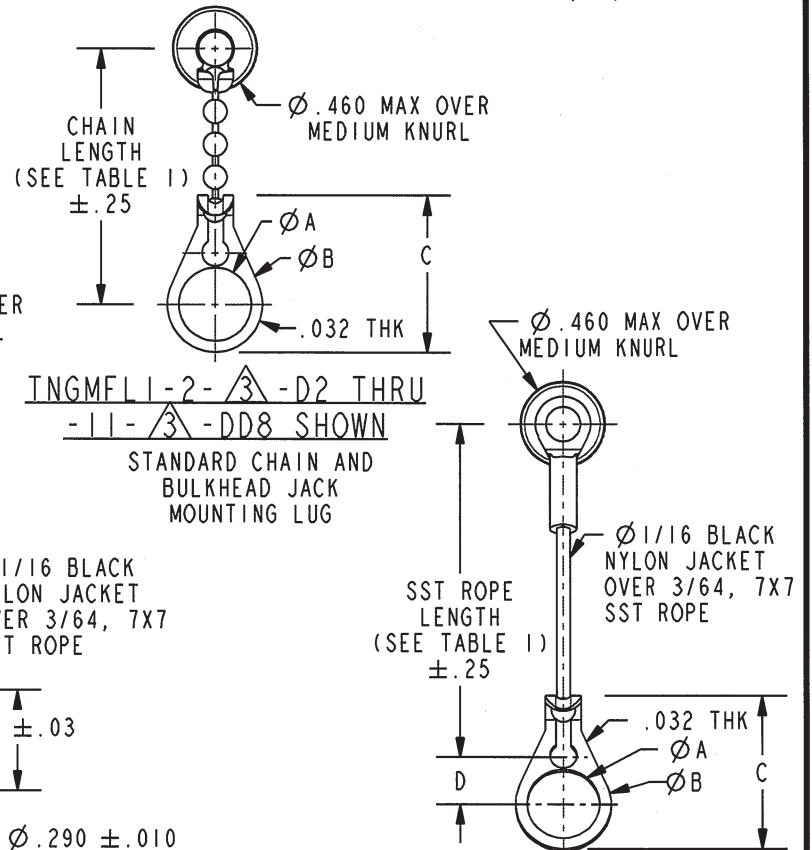 Ø.460 MAX OVER
MEDIUM KNURL
CHAIN
LENGTH
(SEE TABLE 1)
±.25
ØA
ØB
C
.032 THK
ER
TNGMFL1-2- 3 -D2 THRU
-11- 3 -DD8 SHOWN
STANDARD CHAIN AND
BULKHEAD JACK
MOUNTING LUG
Ø.460 MAX OVER
MEDIUM KNURL
1/16 BLACK
LON JACKET
ER 3/64, 7X7
T ROPE
Ø1/16 BLACK
NYLON JACKET
OVER 3/64, 7X7
SST ROPE
SST ROPE
LENGTH
(SEE TABLE 1)
±.25
±.03
.032 THK
ØA
ØB
C
D
Ø.290 ±.010